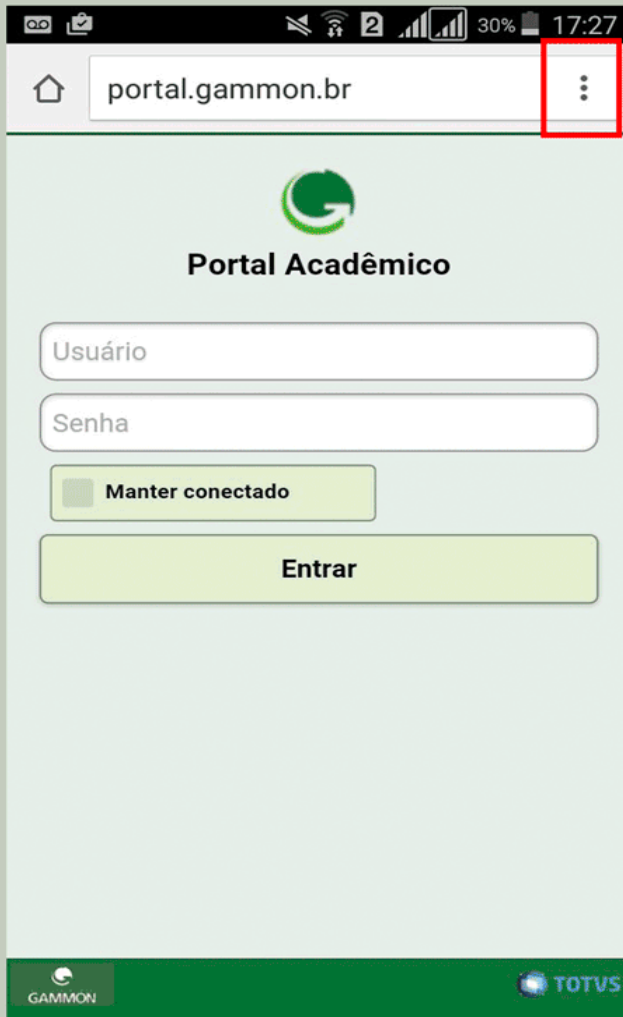 2 30% 17:27
portal.gammon.br
Portal Acadêmico
Usuário
Senha
Manter conectado
Entrar
GAMMON
TOTVS